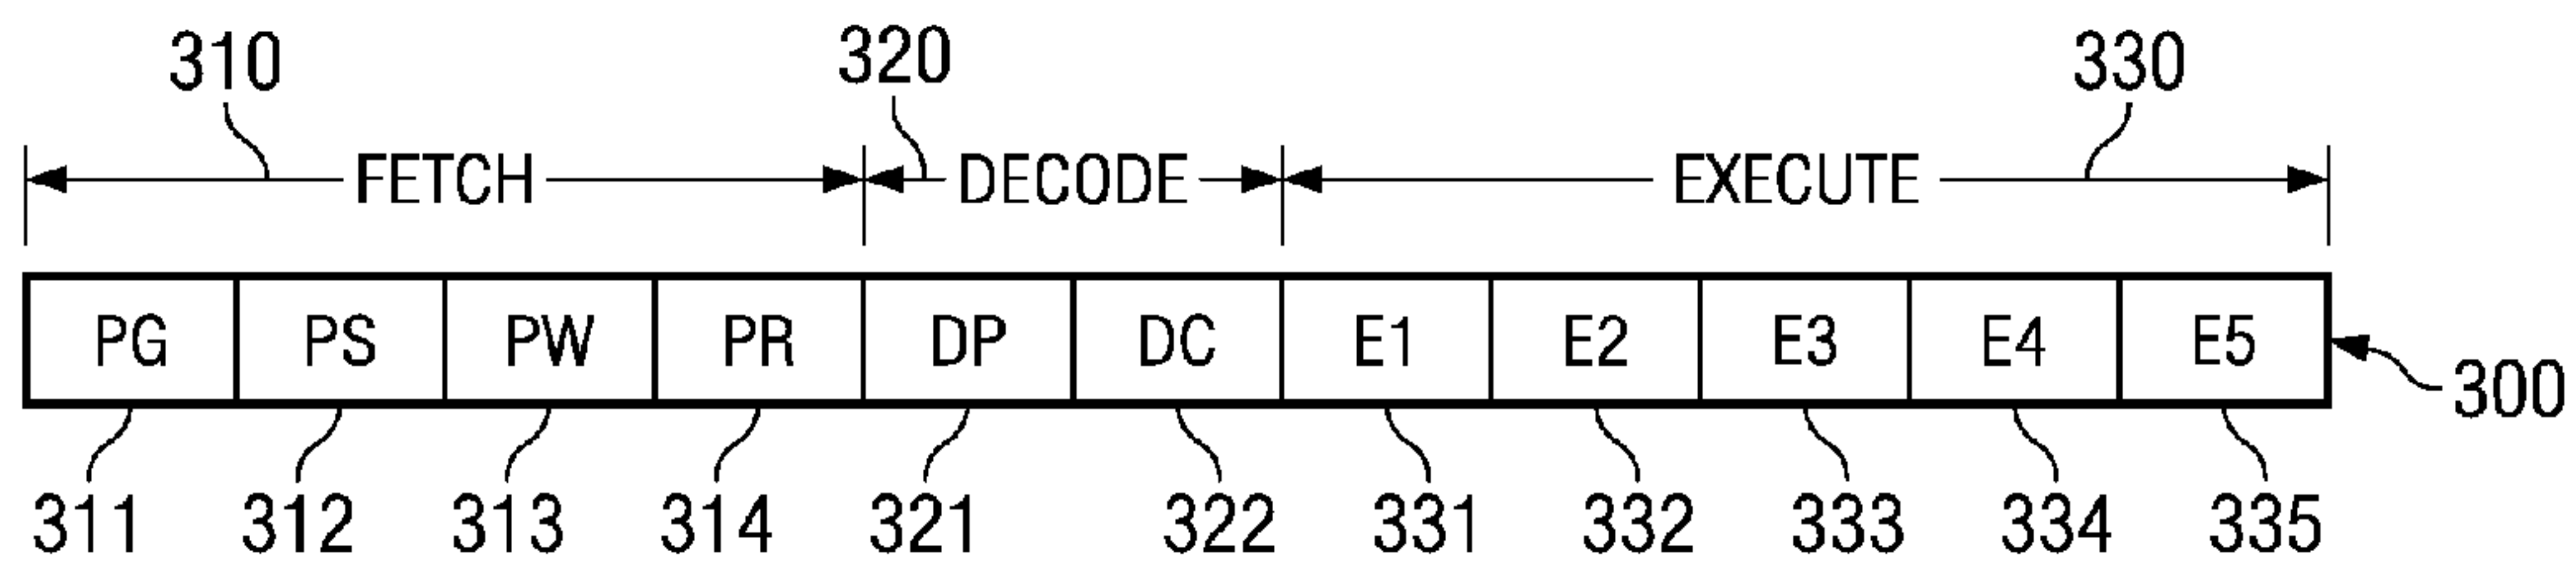 310 320 330
FETCH DECODE EXECUTE
PG PS PW PR DP DC E1 E2 E3 E4 E5
300
311 312 313 314 321 322 331 332 333 334 335